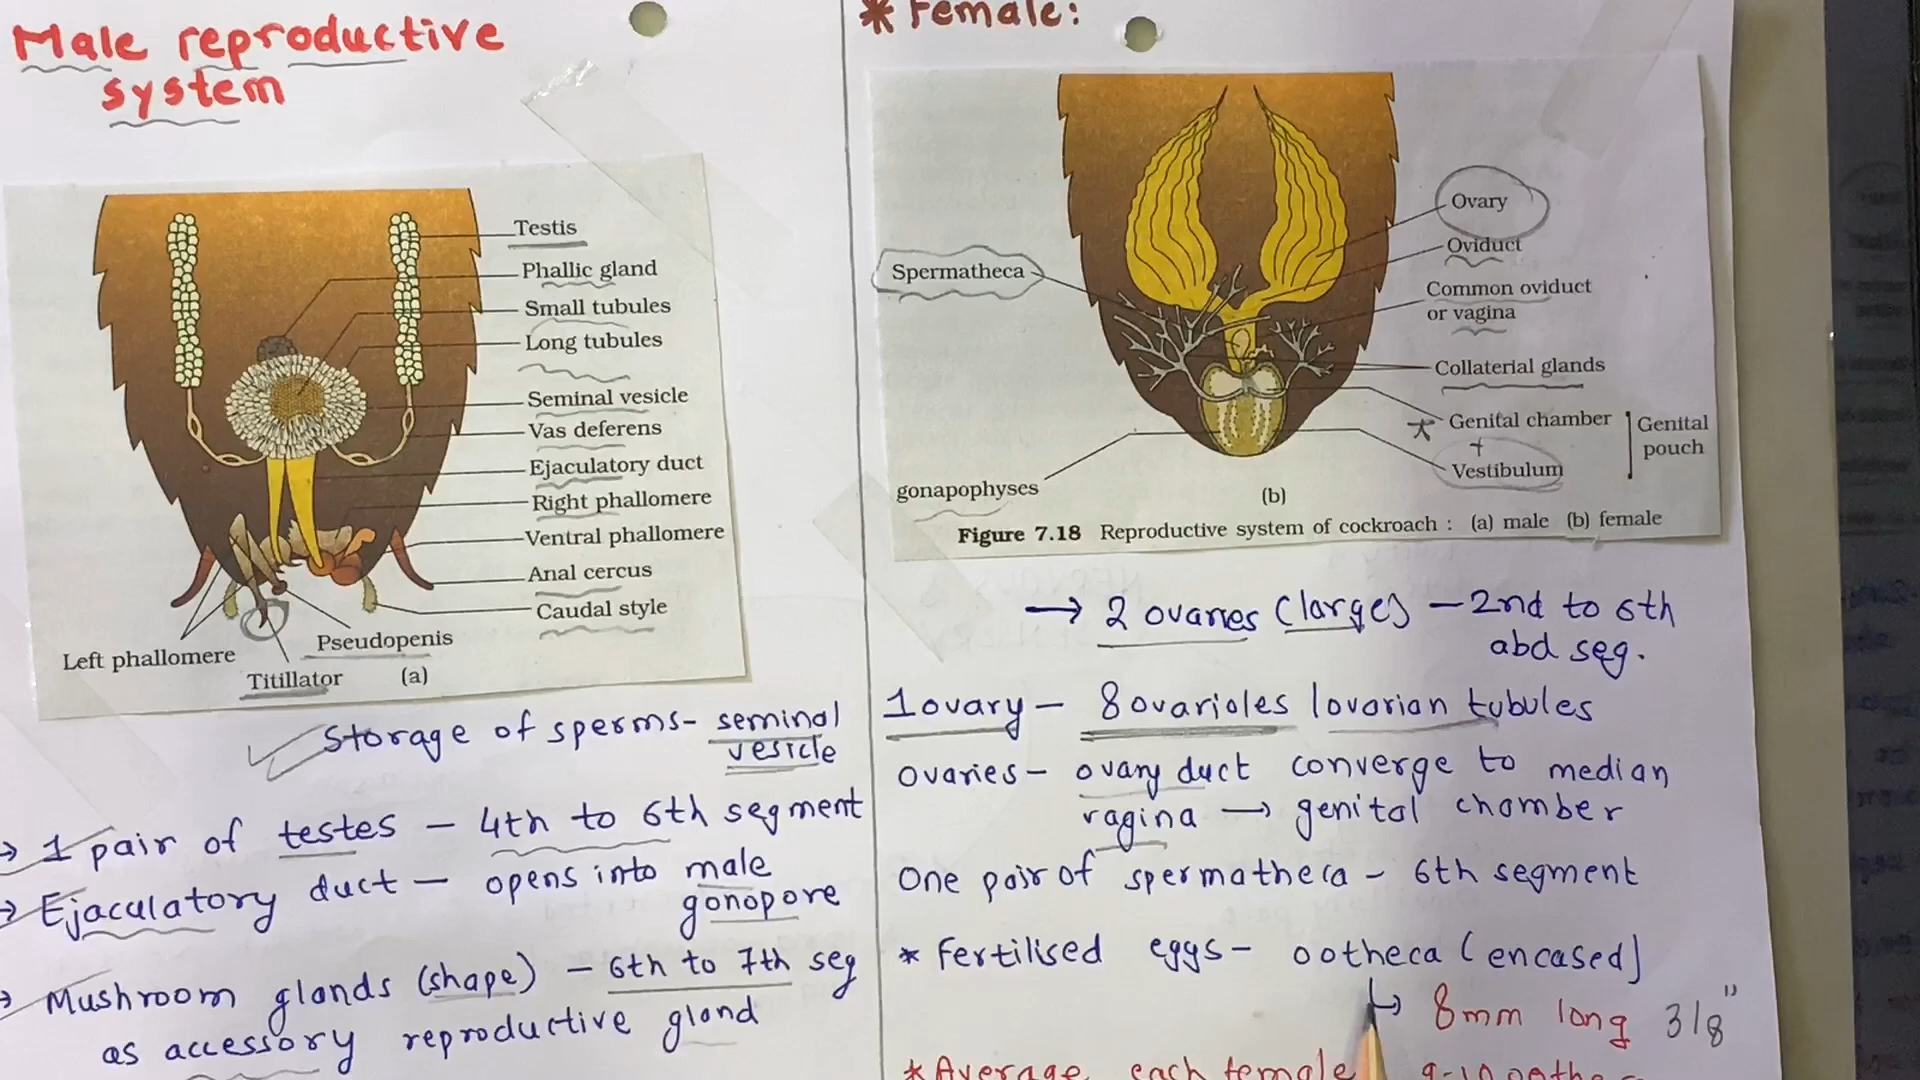 Male reproductive
system
Testis
Phallic gland
Small tubules
Long tubules
Seminal vesicle
Vas deferens
Ejaculatory duct
Right phallomere
Ventral phallomere
Anal cercus
Caudal style
Pseudopenis
Left phallomere
Titillator
(a)
Storage of sperms- seminal
vesicle
→ 1 pair of testes — 4th to 6th segment
→ Ejaculatory duct — opens into male
gonopore
→ Mushroom glands (shape) — 6th to 7th seg
as accessory reproductive gland
* Female:
Ovary
Oviduct
Spermatheca
Common oviduct
or vagina
Collaterial glands
Genital chamber
+
Vestibulum
Genital
pouch
gonapophyses
(b)
Figure 7.18 Reproductive system of cockroach : (a) male (b) female
→ 2 ovaries (large) — 2nd to 6th
abd seg.
1 ovary — 8 ovarioles | ovarian tubules
ovaries — ovary duct converge to median
vagina → genital chamber
One pair of spermatheca - 6th segment
* Fertilised eggs - ootheca (encased)
↳ 8mm long 3/8"
* Average each female 9-10